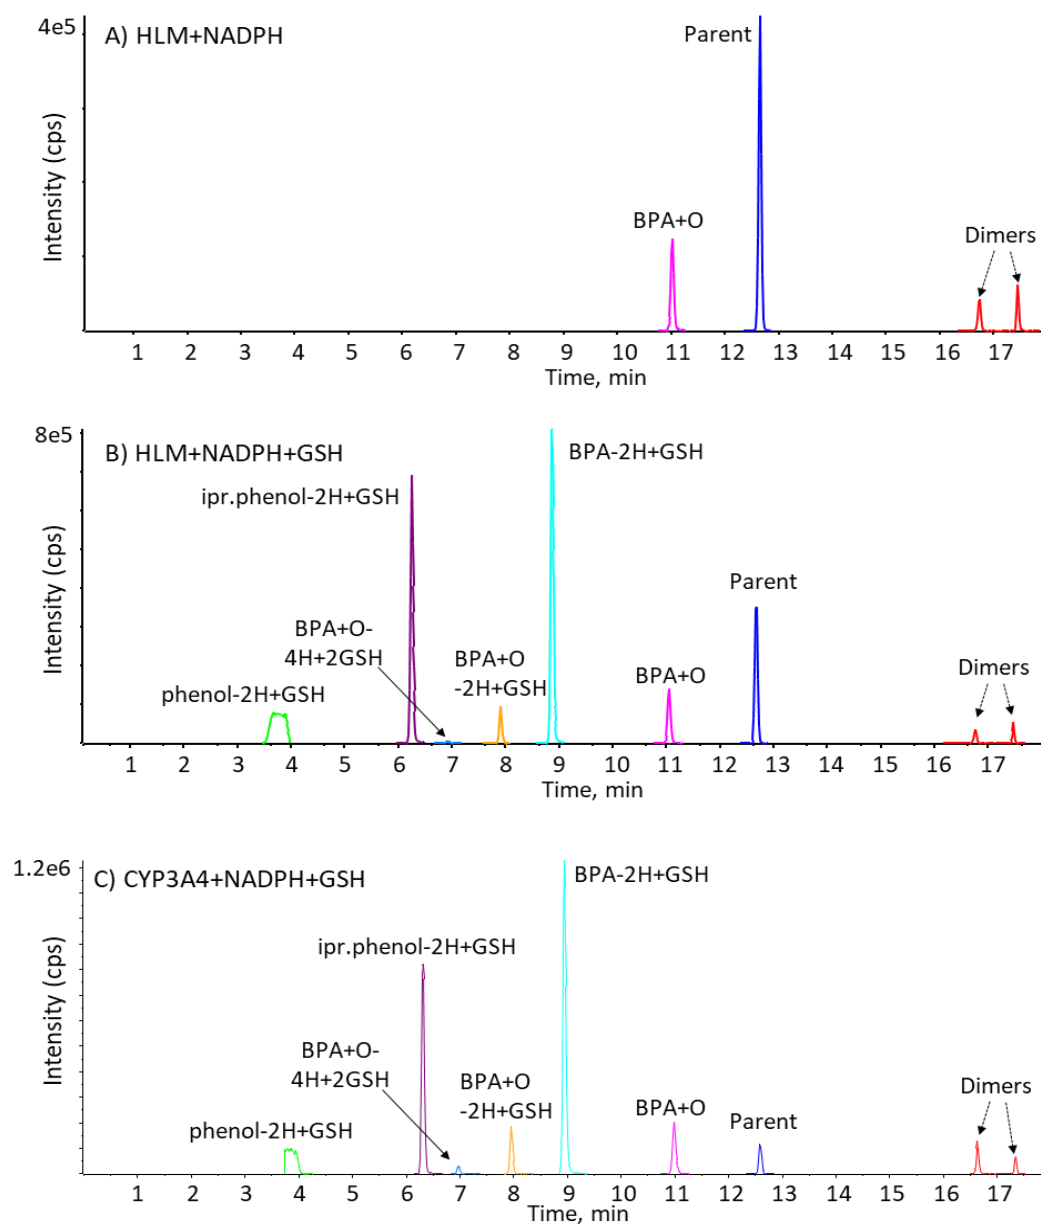 4e5
A) HLM+NADPH
Parent
BPA+O
Dimers
Intensity (cps)
1 2 3 4 5 6 7 8 9 10 11 12 13 14 15 16 17
Time, min
8e5
B) HLM+NADPH+GSH
BPA-2H+GSH
ipr.phenol-2H+GSH
Parent
BPA+O-
4H+2GSH
BPA+O
-2H+GSH
BPA+O
Dimers
phenol-2H+GSH
Intensity (cps)
1 2 3 4 5 6 7 8 9 10 11 12 13 14 15 16 17
Time, min
1.2e6
C) CYP3A4+NADPH+GSH
BPA-2H+GSH
ipr.phenol-2H+GSH
BPA+O-
4H+2GSH
BPA+O
-2H+GSH
BPA+O
Parent
Dimers
phenol-2H+GSH
Intensity (cps)
1 2 3 4 5 6 7 8 9 10 11 12 13 14 15 16 17
Time, min